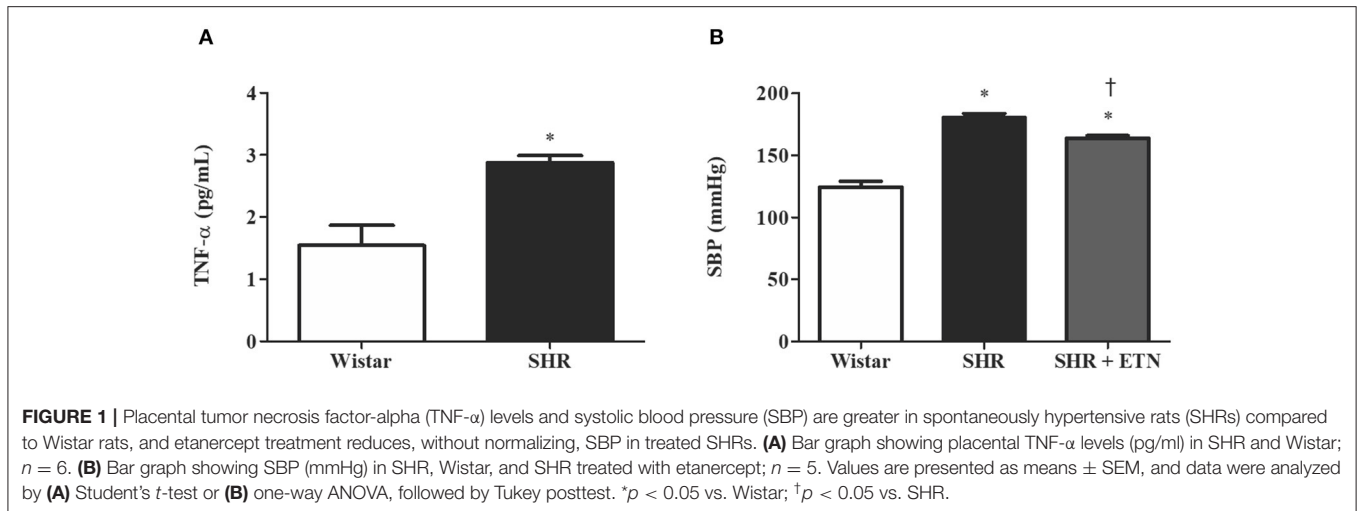 A
B
TNF-α (pg/mL)
4
3
2
1
0
*
Wistar
SHR
SBP (mmHg)
200
150
100
50
0
*
†
*
Wistar
SHR
SHR + ETN
FIGURE 1 | Placental tumor necrosis factor-alpha (TNF-α) levels and systolic blood pressure (SBP) are greater in spontaneously hypertensive rats (SHRs) compared
to Wistar rats, and etanercept treatment reduces, without normalizing, SBP in treated SHRs. (A) Bar graph showing placental TNF-α levels (pg/ml) in SHR and Wistar;
n = 6. (B) Bar graph showing SBP (mmHg) in SHR, Wistar, and SHR treated with etanercept; n = 5. Values are presented as means ± SEM, and data were analyzed
by (A) Student's t-test or (B) one-way ANOVA, followed by Tukey posttest. *p < 0.05 vs. Wistar; †p < 0.05 vs. SHR.